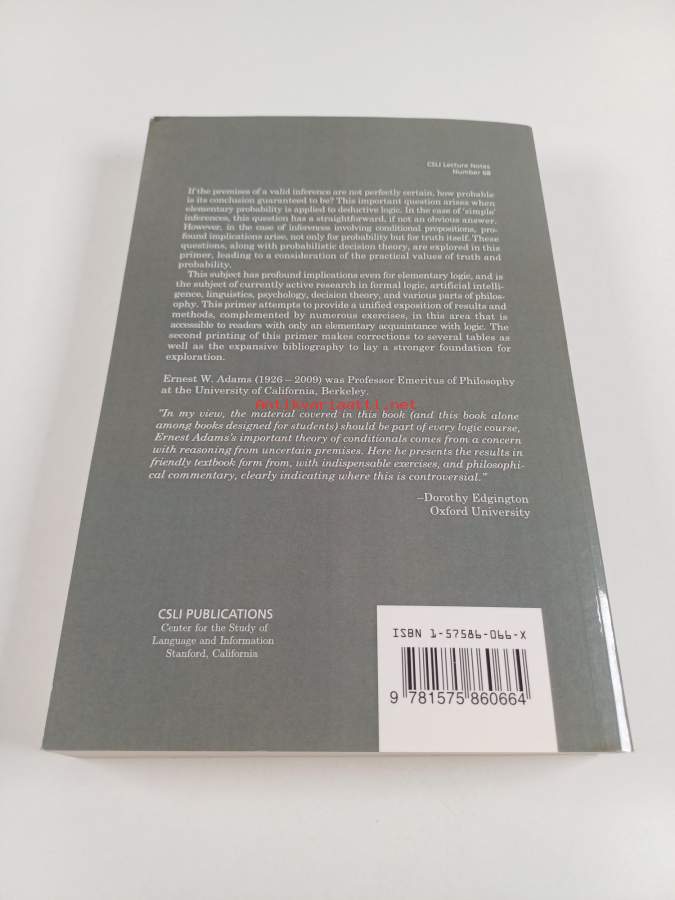 CSLI Lecture Notes
Number 68
If the premises of a valid inference are not perfectly certain, how probable
is its conclusion guaranteed to be? This important question arises when
elementary probability is applied to deductive logic. In the case of 'simple'
inferences, this question has a straightforward, if not an obvious answer.
However, in the case of inferences involving conditional propositions, pro-
found implications arise, not only for probability but for truth itself. These
questions, along with probabilistic decision theory, are explored in this
primer, leading to a consideration of the practical values of truth and
probability.
This subject has profound implications even for elementary logic, and is
the subject of currently active research in formal logic, artificial intelli-
gence, linguistics, psychology, decision theory, and various parts of philos-
ophy. This primer attempts to provide a unified exposition of results and
methods, complemented by numerous exercises, in this area that is
accessible to readers with only an elementary acquaintance with logic. The
second printing of this primer makes corrections to several tables as
well as the expansive bibliography to lay a stronger foundation for
exploration.
Ernest W. Adams (1926 – 2009) was Professor Emeritus of Philosophy
at the University of California, Berkeley.
Antikvariaatti.net
"In my view, the material covered in this book (and this book alone
among books designed for students) should be part of every logic course,
Ernest Adams's important theory of conditionals comes from a concern
with reasoning from uncertain premises. Here he presents the results in
friendly textbook form from, with indispensable exercises, and philosophi-
cal commentary, clearly indicating where this is controversial."
–Dorothy Edgington
Oxford University
CSLI PUBLICATIONS
Center for the Study of
Language and Information
Stanford, California
ISBN 1-57586-066-X
9 781575 860664